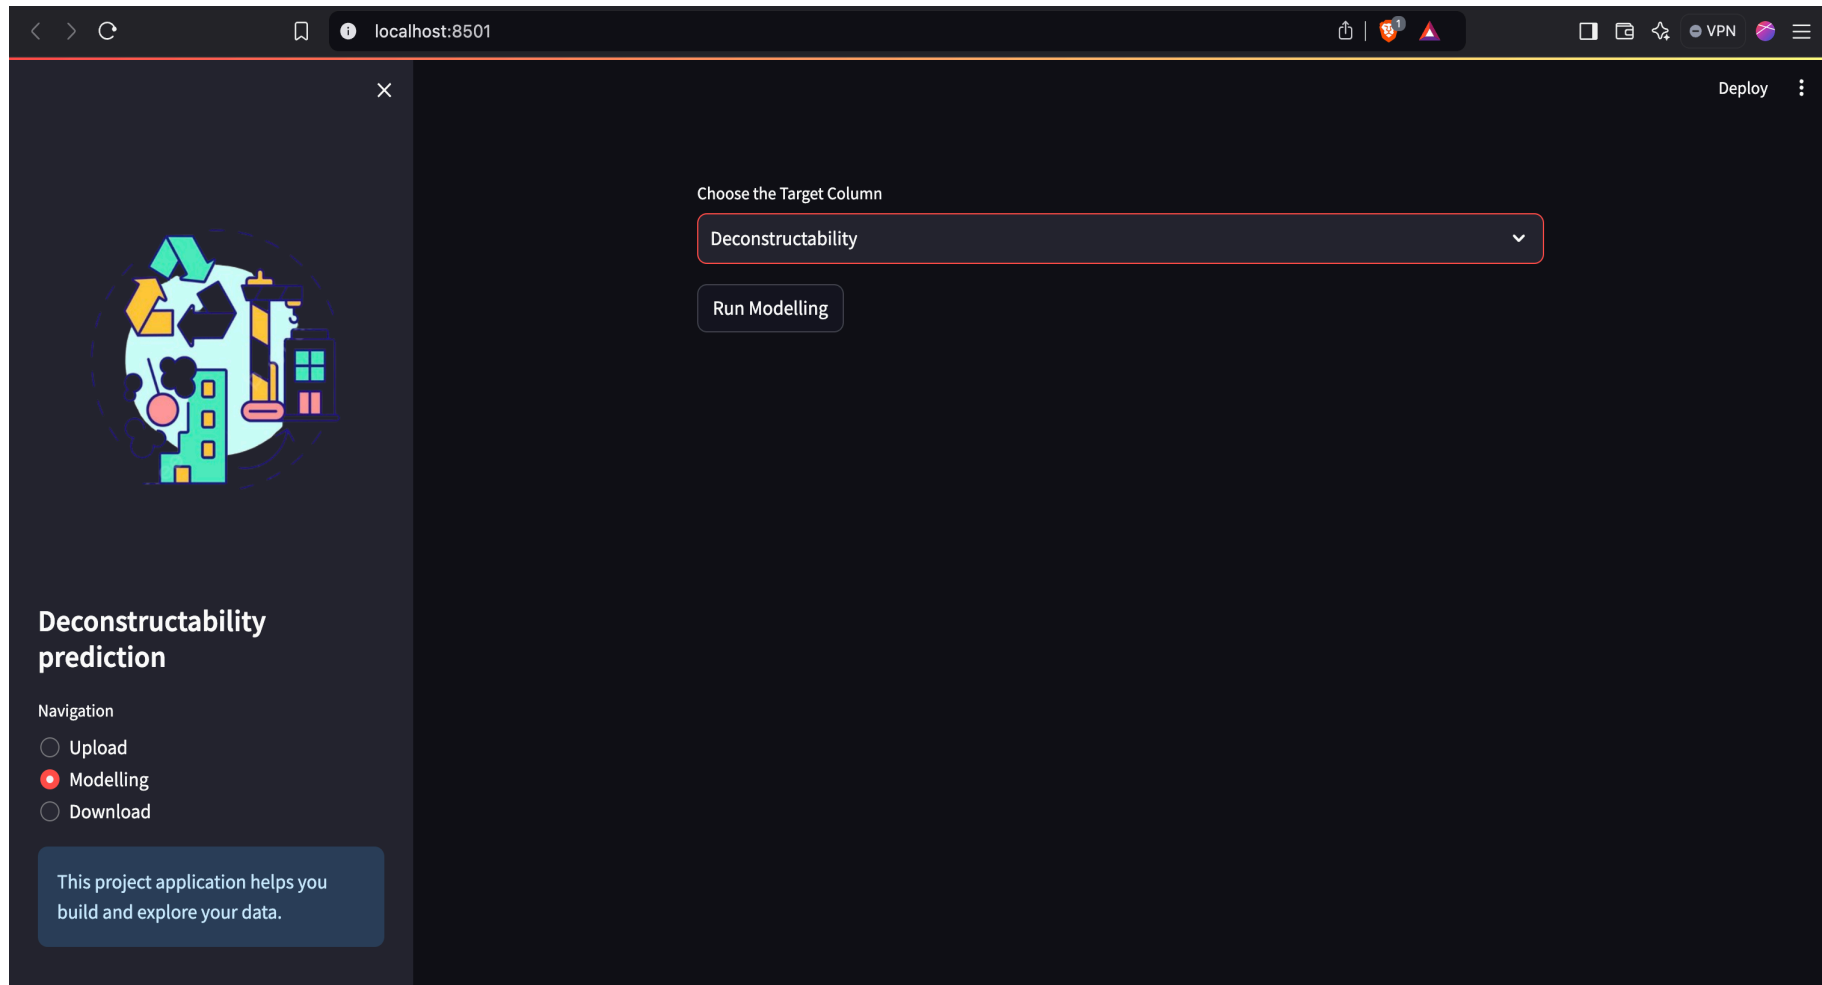 localhost:8501
1
VPN
Deploy
Choose the Target Column
Deconstructability
Run Modelling
Deconstructability
prediction
Navigation
Upload
Modelling
Download
This project application helps you
build and explore your data.